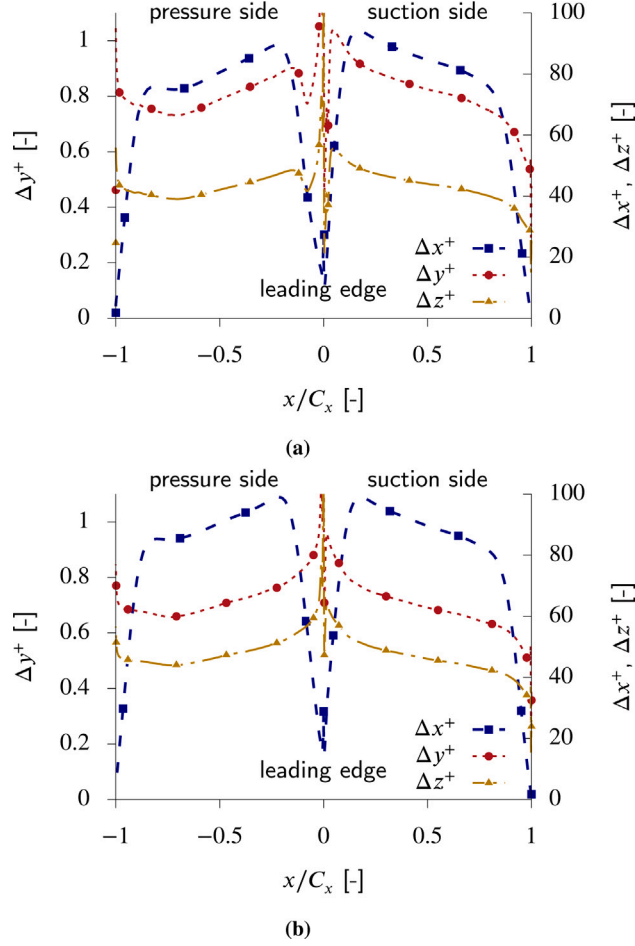 pressure side
suction side
1
0.8
0.6
0.4
0.2
0
Δy⁺ [-]
100
80
60
40
20
0
Δx⁺, Δz⁺ [-]
Δx⁺
Δy⁺
Δz⁺
leading edge
−1
−0.5
0
0.5
1
x/Cₓ [-]
(a)
pressure side
suction side
1
0.8
0.6
0.4
0.2
0
Δy⁺ [-]
100
80
60
40
20
0
Δx⁺, Δz⁺ [-]
Δx⁺
Δy⁺
Δz⁺
leading edge
−1
−0.5
0
0.5
1
x/Cₓ [-]
(b)